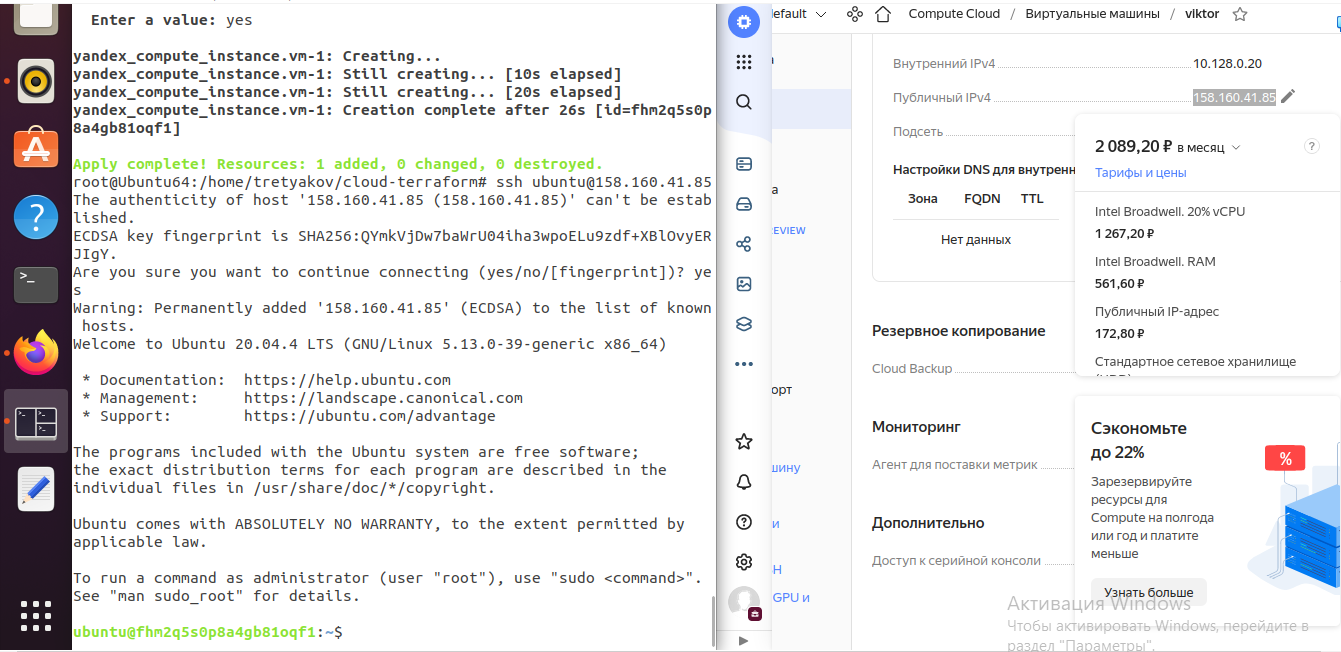 Enter a value: yes
yandex_compute_instance.vm-1: Creating...
yandex_compute_instance.vm-1: Still creating... [10s elapsed]
yandex_compute_instance.vm-1: Still creating... [20s elapsed]
yandex_compute_instance.vm-1: Creation complete after 26s [id=fhm2q5s0p
8a4gb81oqf1]
Apply complete! Resources: 1 added, 0 changed, 0 destroyed.
root@Ubuntu64:/home/tretyakov/cloud-terraform# ssh ubuntu@158.160.41.85
The authenticity of host '158.160.41.85 (158.160.41.85)' can't be estab
lished.
ECDSA key fingerprint is SHA256:QYmkVjDw7baWrU04iha3wpoELu9zdf+XBlOvyER
JIgY.
Are you sure you want to continue connecting (yes/no/[fingerprint])? ye
s
Warning: Permanently added '158.160.41.85' (ECDSA) to the list of known
 hosts.
Welcome to Ubuntu 20.04.4 LTS (GNU/Linux 5.13.0-39-generic x86_64)
 * Documentation:  https://help.ubuntu.com
 * Management:     https://landscape.canonical.com
 * Support:        https://ubuntu.com/advantage
The programs included with the Ubuntu system are free software;
the exact distribution terms for each program are described in the
individual files in /usr/share/doc/*/copyright.
Ubuntu comes with ABSOLUTELY NO WARRANTY, to the extent permitted by
applicable law.
To run a command as administrator (user "root"), use "sudo <command>".
See "man sudo_root" for details.
ubuntu@fhm2q5s0p8a4gb81oqf1:~$
efault
Compute Cloud / Виртуальные машины / viktor
а
EVIEW
орт
шину
и
Н
GPU и
Внутренний IPv4 10.128.0.20
Публичный IPv4 158.160.41.85
Подсеть
Настройки DNS для внутренн
Зона FQDN TTL
Нет данных
Резервное копирование
Cloud Backup
Мониторинг
Агент для поставки метрик
Дополнительно
Доступ к серийной консоли
2 089,20 ₽ в месяц
?
Тарифы и цены
Intel Broadwell. 20% vCPU
1 267,20 ₽
Intel Broadwell. RAM
561,60 ₽
Публичный IP-адрес
172,80 ₽
Стандартное сетевое хранилище
Сэкономьте
до 22%
%
Зарезервируйте
ресурсы для
Compute на полгода
или год и платите
меньше
Узнать больше
Активация Windows
Чтобы активировать Windows, перейдите в
раздел "Параметры".